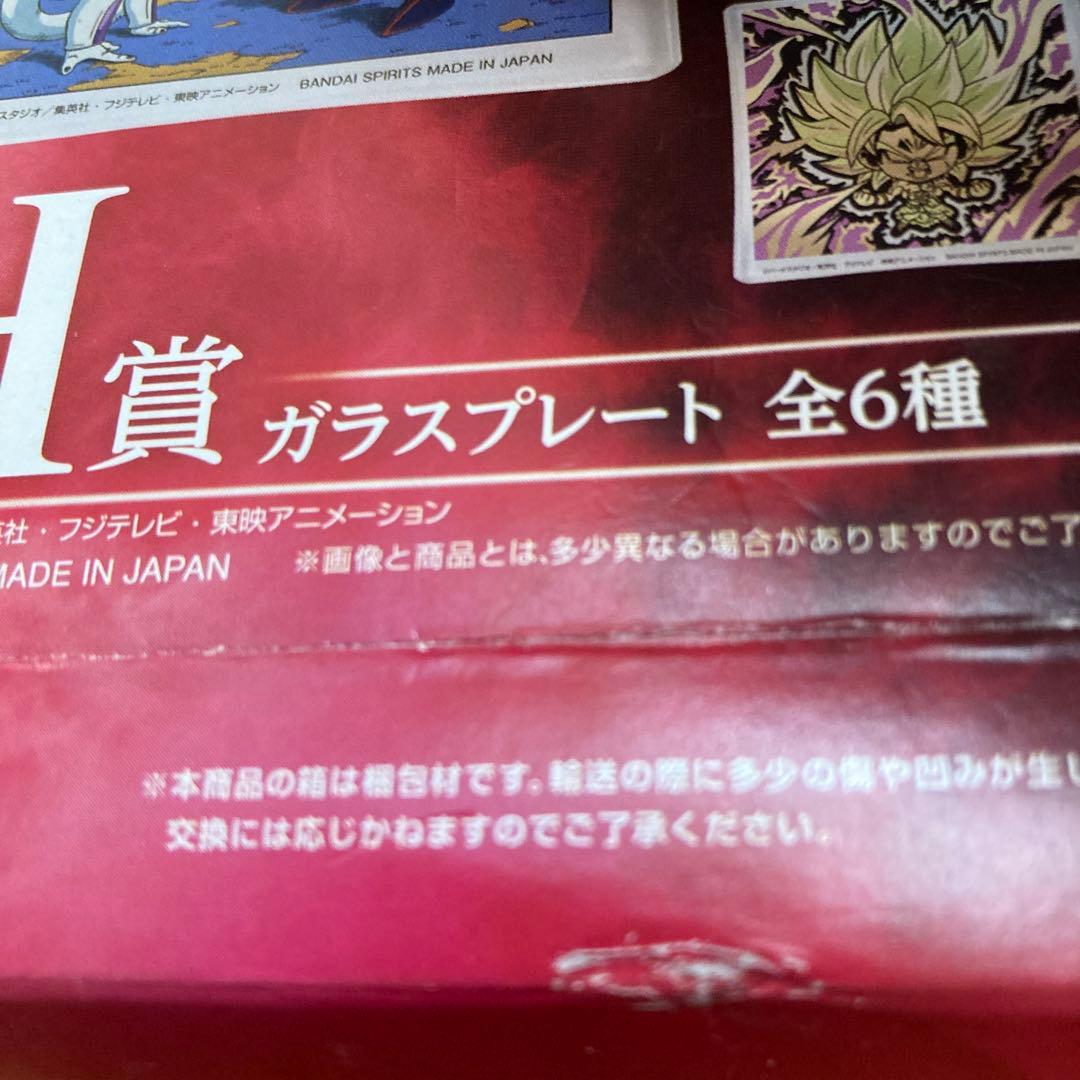 スタジオ/集英社・フジテレビ・東映アニメーション BANDAI SPIRITS MADE IN JAPAN
H賞 ガラスプレート 全6種
英社・フジテレビ・東映アニメーション
MADE IN JAPAN ※画像と商品とは、多少異なる場合がありますのでご了
※本商品の箱は梱包材です。輸送の際に多少の傷や凹みが生じ
交換には応じかねますのでご了承ください。